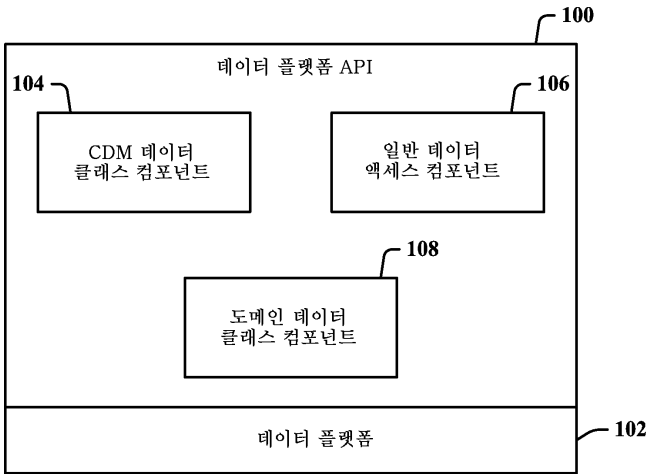 100
데이터 플랫폼 API
104
CDM 데이터
클래스 컴포넌트
106
일반 데이터
액세스 컴포넌트
108
도메인 데이터
클래스 컴포넌트
데이터 플랫폼
102